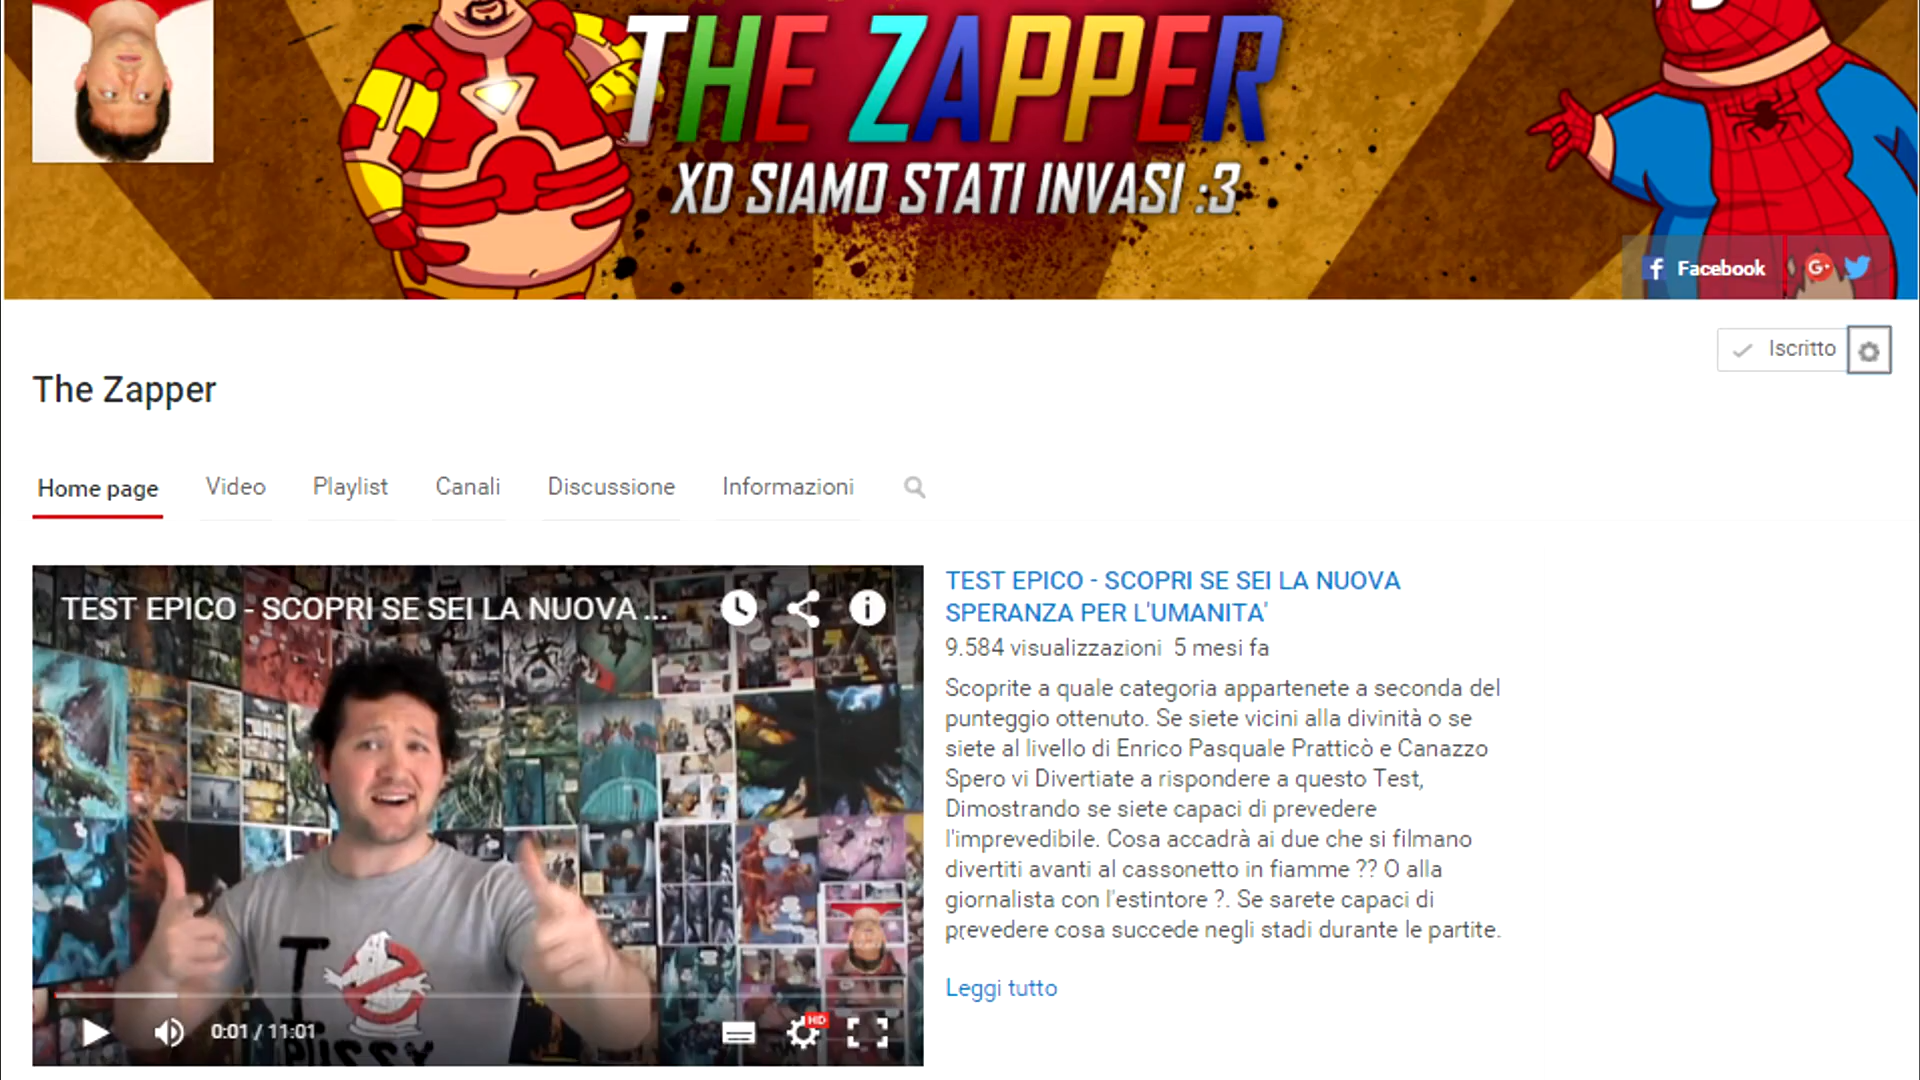 THE ZAPPER
XD SIAMO STATI INVASI :3
Facebook
G+
Iscritto
The Zapper
Home page Video Playlist Canali Discussione Informazioni
TEST EPICO - SCOPRI SE SEI LA NUOVA ...
0:01 / 11:01
HD
TEST EPICO - SCOPRI SE SEI LA NUOVA
SPERANZA PER L'UMANITA'
9.584 visualizzazioni 5 mesi fa
Scoprite a quale categoria appartenete a seconda del
punteggio ottenuto. Se siete vicini alla divinità o se
siete al livello di Enrico Pasquale Pratticò e Canazzo
Spero vi Divertiate a rispondere a questo Test,
Dimostrando se siete capaci di prevedere
l'imprevedibile. Cosa accadrà ai due che si filmano
divertiti avanti al cassonetto in fiamme ?? O alla
giornalista con l'estintore ?. Se sarete capaci di
prevedere cosa succede negli stadi durante le partite.
Leggi tutto